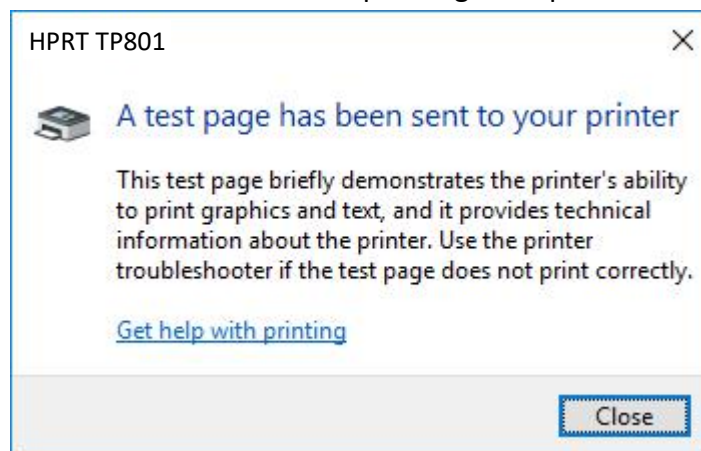 HPRT TP801
A test page has been sent to your printer
This test page briefly demonstrates the printer's ability
to print graphics and text, and it provides technical
information about the printer. Use the printer
troubleshooter if the test page does not print correctly.
Get help with printing
Close